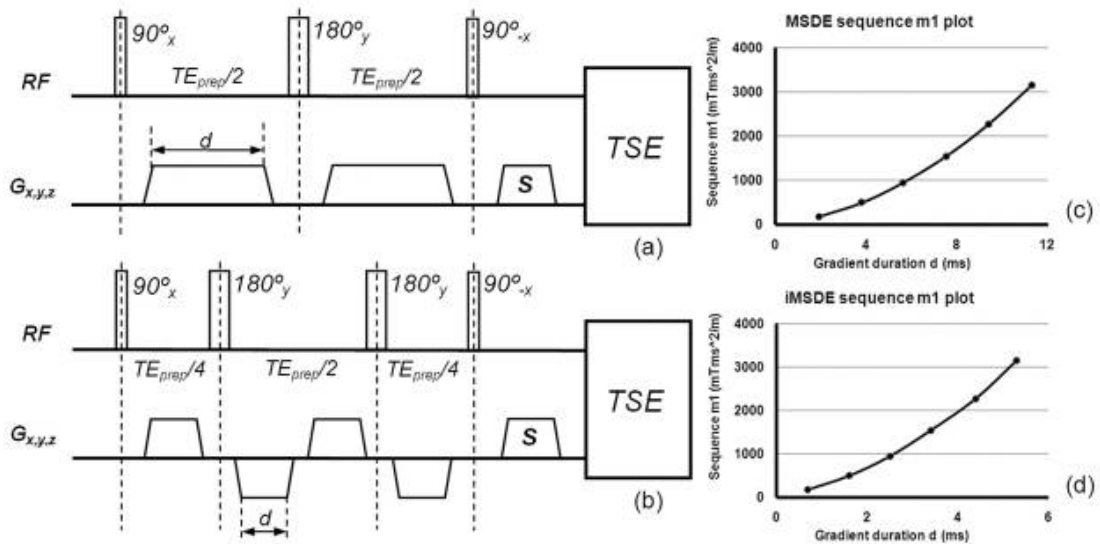 90°x
180°y
90°-x
RF
TEprep/2
TEprep/2
d
TSE
Gx,y,z
S
(a)
90°x
180°y
180°y
90°-x
RF
TEprep/4
TEprep/2
TEprep/4
TSE
Gx,y,z
S
d
(b)
MSDE sequence m1 plot
Sequence m1 (mTms^2/m)
4000
3000
2000
1000
0
0
4
8
12
Gradient duration d (ms)
(c)
iMSDE sequence m1 plot
Sequence m1 (mTms^2/m)
4000
3000
2000
1000
0
0
2
4
6
Gradient duration d (ms)
(d)